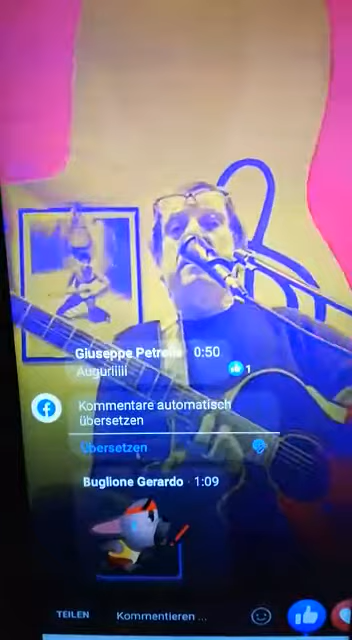 Giuseppe Petrella 0:50
Auguriiiii
1
Kommentare automatisch
übersetzen
Übersetzen
Buglione Gerardo · 1:09
TEILEN
Kommentieren ...